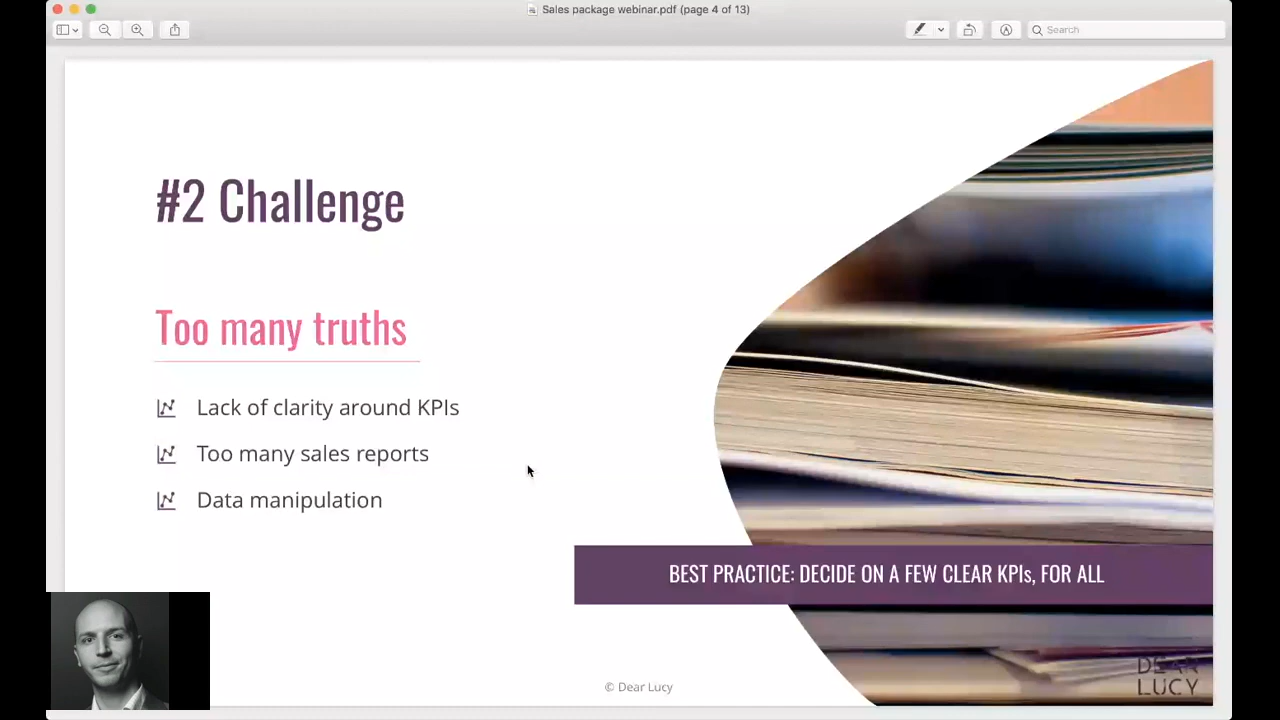 Sales package webinar.pdf (page 4 of 13)
Search
#2 Challenge
Too many truths
Lack of clarity around KPIs
Too many sales reports
Data manipulation
BEST PRACTICE: DECIDE ON A FEW CLEAR KPIs, FOR ALL
© Dear Lucy
DEAR
LUCY